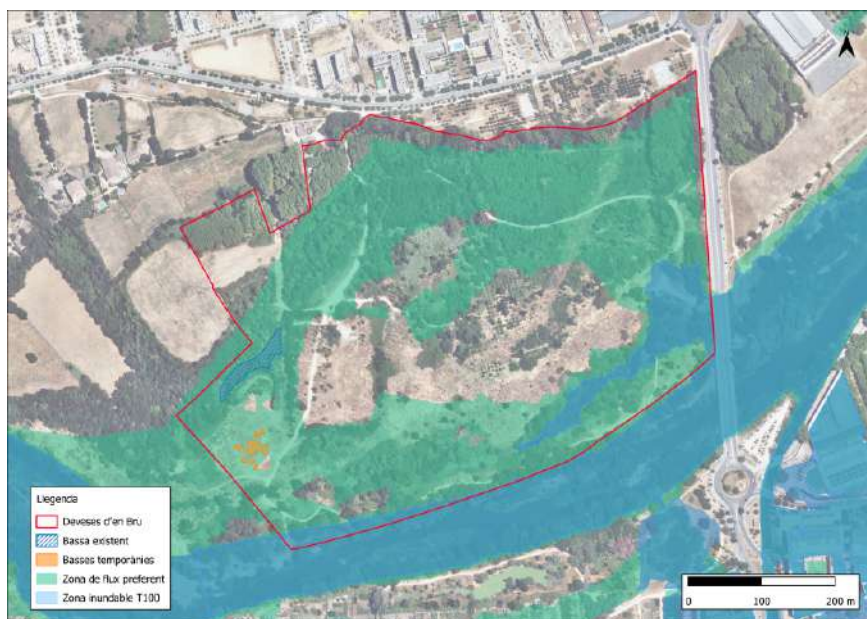 Llegenda
Deveses d'en Bru
Bassa existent
Basses temporànies
Zona de flux preferent
Zona inundable T100
0 100 200 m